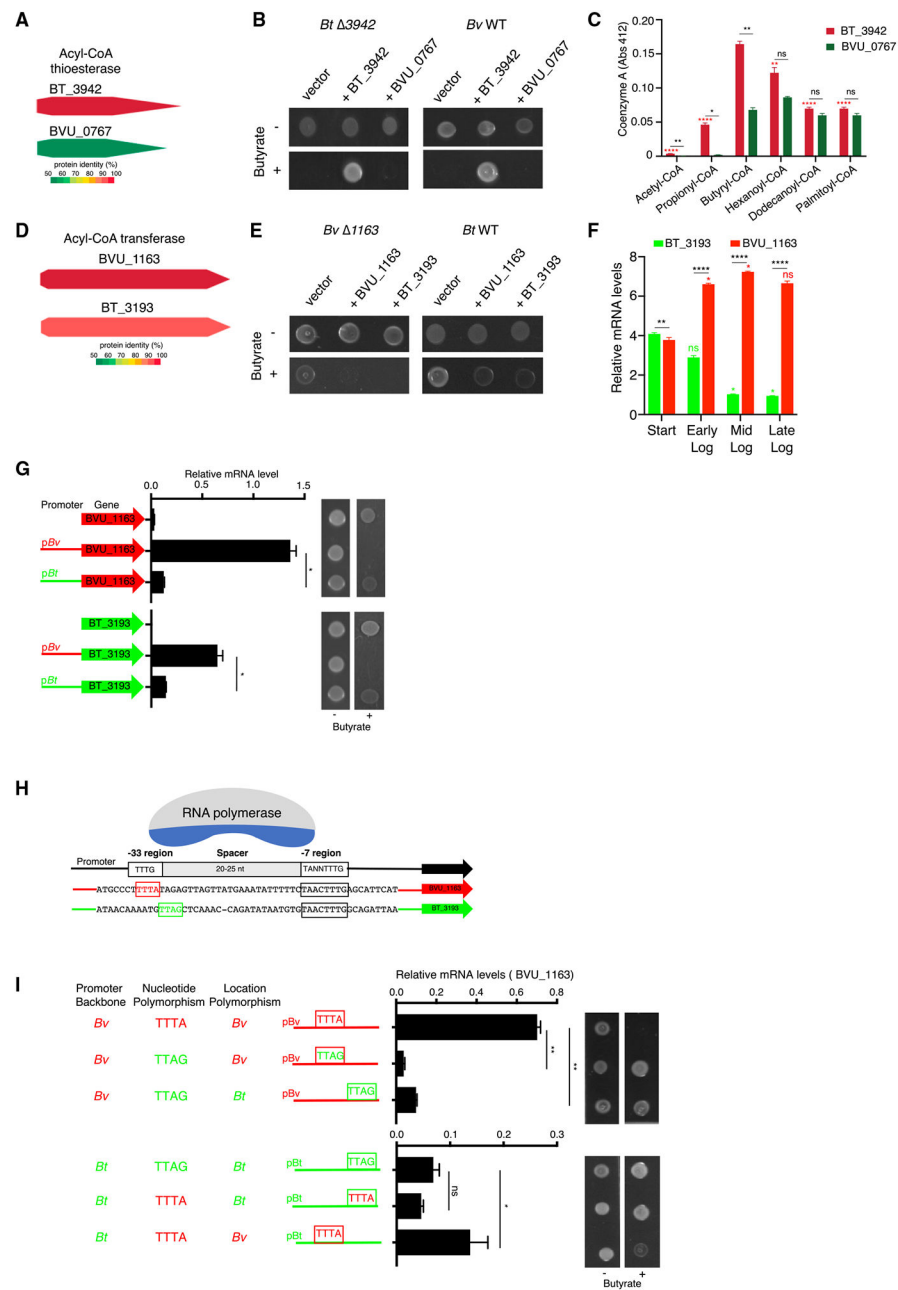 A
Acyl-CoA
thioesterase
BT_3942
BVU_0767
protein identity (%)
50 60 70 80 90 100
B
Bt Δ3942
Bv WT
vector
+ BT_3942
+ BVU_0767
vector
+ BT_3942
+ BVU_0767
Butyrate
-
+
C
Coenzyme A (Abs 412)
0.20
0.15
0.10
0.05
0
BT_3942
BVU_0767
****
**
****
*
**
**
ns
****
ns
****
ns
Acetyl-CoA
Propionyl-CoA
Butyryl-CoA
Hexanoyl-CoA
Dodecanoyl-CoA
Palmitoyl-CoA
D
Acyl-CoA transferase
BVU_1163
BT_3193
protein identity (%)
50 60 70 80 90 100
E
Bv Δ1163
Bt WT
vector
+ BVU_1163
+ BT_3193
vector
+ BVU_1163
+ BT_3193
Butyrate
-
+
F
BT_3193
BVU_1163
Relative mRNA levels
8
6
4
2
0
**
****
ns
*
****
*
*
****
*
ns
Start
Early
Log
Mid
Log
Late
Log
G
Relative mRNA level
0.0 0.5 1.0 1.5
Promoter Gene
BVU_1163
pBv BVU_1163
pBt BVU_1163
*
BT_3193
pBv BT_3193
pBt BT_3193
*
- +
Butyrate
H
RNA polymerase
-33 region Spacer -7 region
Promoter
TTTG 20-25 nt TANNTTTG
ATGCCCTTTTATAGAGTTAGTTATGAAATATTTTTCTAACTTTGAGCATTCAT BVU_1163
ATAACAAAATGTTAGCTCAAAC-CAGATATAATGTGTAACTTTGGCAGATTAA BT_3193
I
Relative mRNA levels ( BVU_1163)
0.0 0.2 0.4 0.6 0.8
Promoter Nucleotide Location
Backbone Polymorphism Polymorphism
Bv TTTA Bv pBv TTTA
Bv TTAG Bv pBv TTAG
Bv TTAG Bt pBv TTAG
**
**
0.0 0.1 0.2 0.3
Bt TTAG Bt pBt TTAG
Bt TTTA Bt pBt TTTA
Bt TTTA Bv pBt TTTA
ns
*
- +
Butyrate